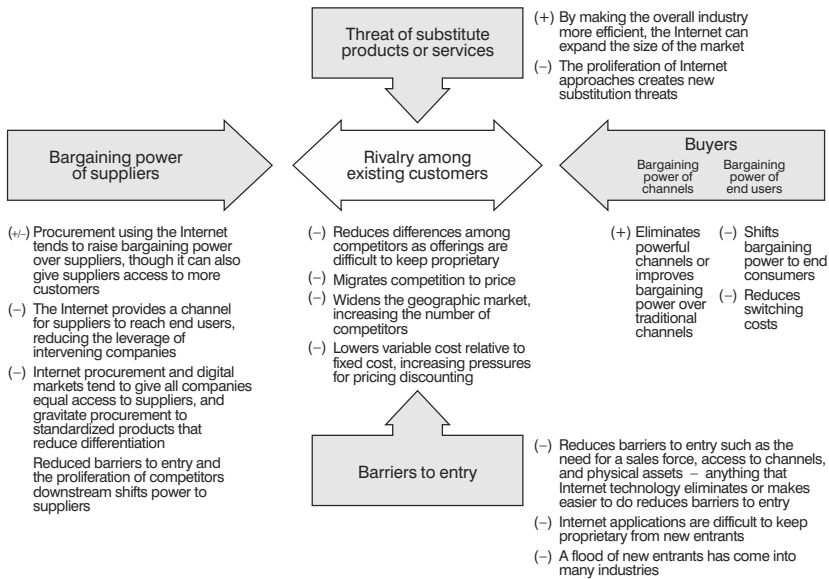 Threat of substitute
products or services
(+) By making the overall industry
more efficient, the Internet can
expand the size of the market
(–) The proliferation of Internet
approaches creates new
substitution threats
Bargaining power
of suppliers
Rivalry among
existing customers
Buyers
Bargaining
power of
channels
Bargaining
power of
end users
(+/–) Procurement using the Internet
tends to raise bargaining power
over suppliers, though it can also
give suppliers access to more
customers
(–) The Internet provides a channel
for suppliers to reach end users,
reducing the leverage of
intervening companies
(–) Internet procurement and digital
markets tend to give all companies
equal access to suppliers, and
gravitate procurement to
standardized products that
reduce differentiation
Reduced barriers to entry and
the proliferation of competitors
downstream shifts power to
suppliers
(–) Reduces differences among
competitors as offerings are
difficult to keep proprietary
(–) Migrates competition to price
(–) Widens the geographic market,
increasing the number of
competitors
(–) Lowers variable cost relative to
fixed cost, increasing pressures
for pricing discounting
(+) Eliminates
powerful
channels or
improves
bargaining
power over
traditional
channels
(–) Shifts
bargaining
power to end
consumers
(–) Reduces
switching
costs
Barriers to entry
(–) Reduces barriers to entry such as the
need for a sales force, access to channels,
and physical assets – anything that
Internet technology eliminates or makes
easier to do reduces barriers to entry
(–) Internet applications are difficult to keep
proprietary from new entrants
(–) A flood of new entrants has come into
many industries